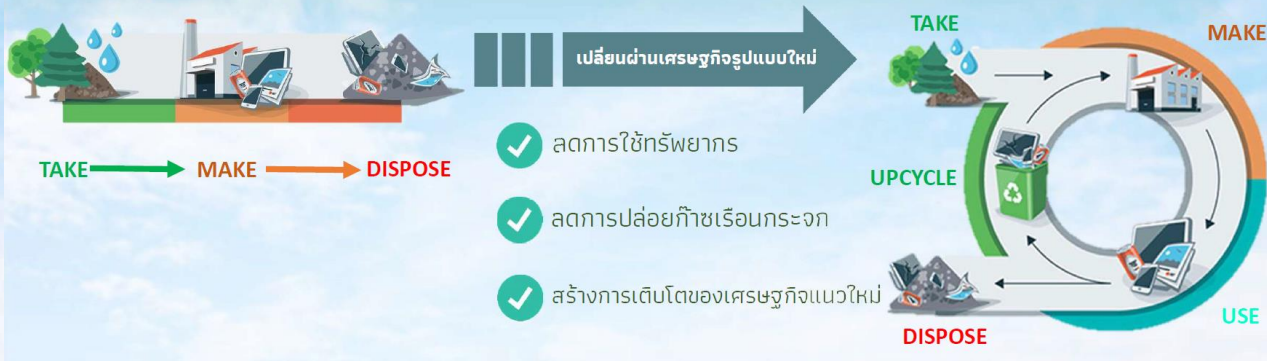 TAKE
MAKE
DISPOSE
เปลี่ยนผ่านเศรษฐกิจรูปแบบใหม่
ลดการใช้ทรัพยากร
ลดการปล่อยก๊าซเรือนกระจก
สร้างการเติบโตของเศรษฐกิจแนวใหม่
TAKE
MAKE
UPCYCLE
USE
DISPOSE